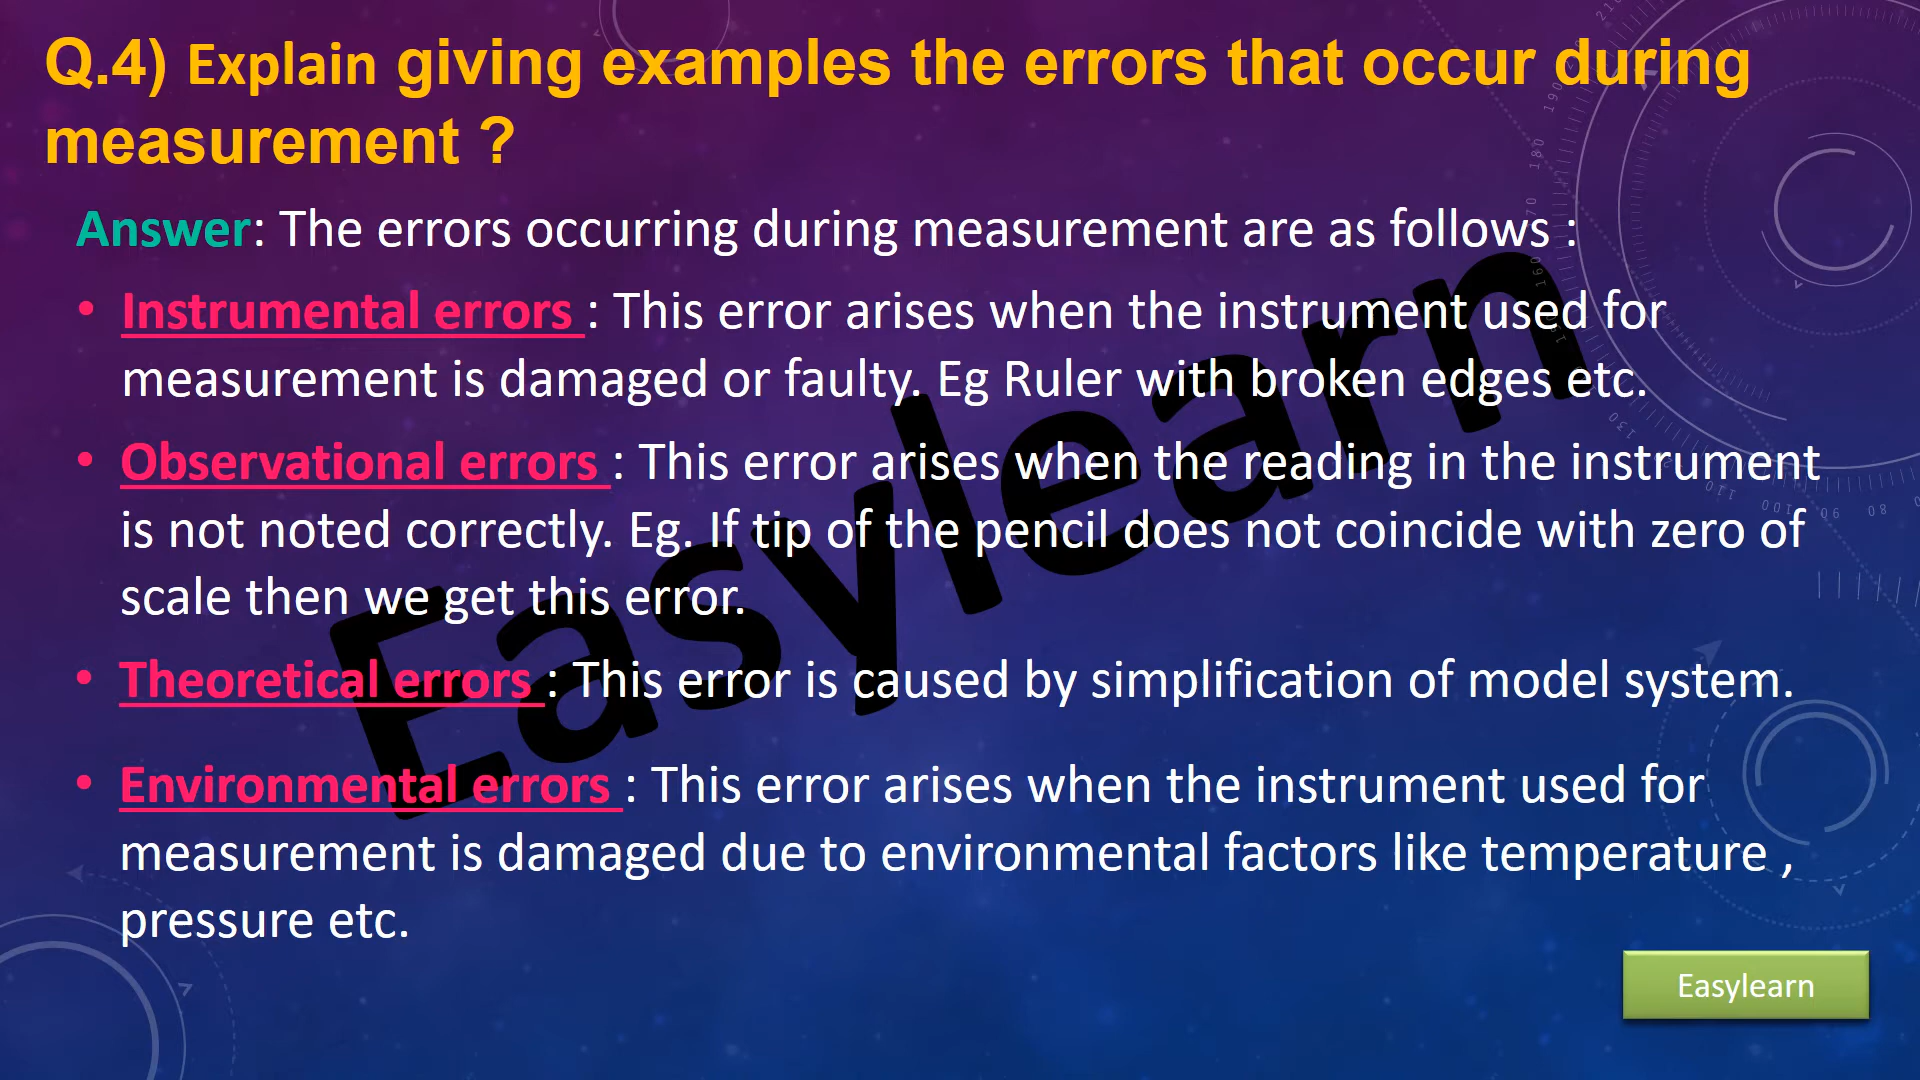 Q.4) Explain giving examples the errors that occur during
measurement ?
Answer: The errors occurring during measurement are as follows :
• Instrumental errors : This error arises when the instrument used for
measurement is damaged or faulty. Eg Ruler with broken edges etc.
• Observational errors : This error arises when the reading in the instrument
is not noted correctly. Eg. If tip of the pencil does not coincide with zero of
scale then we get this error.
• Theoretical errors : This error is caused by simplification of model system.
• Environmental errors : This error arises when the instrument used for
measurement is damaged due to environmental factors like temperature ,
pressure etc.
Easylearn
Easylearn